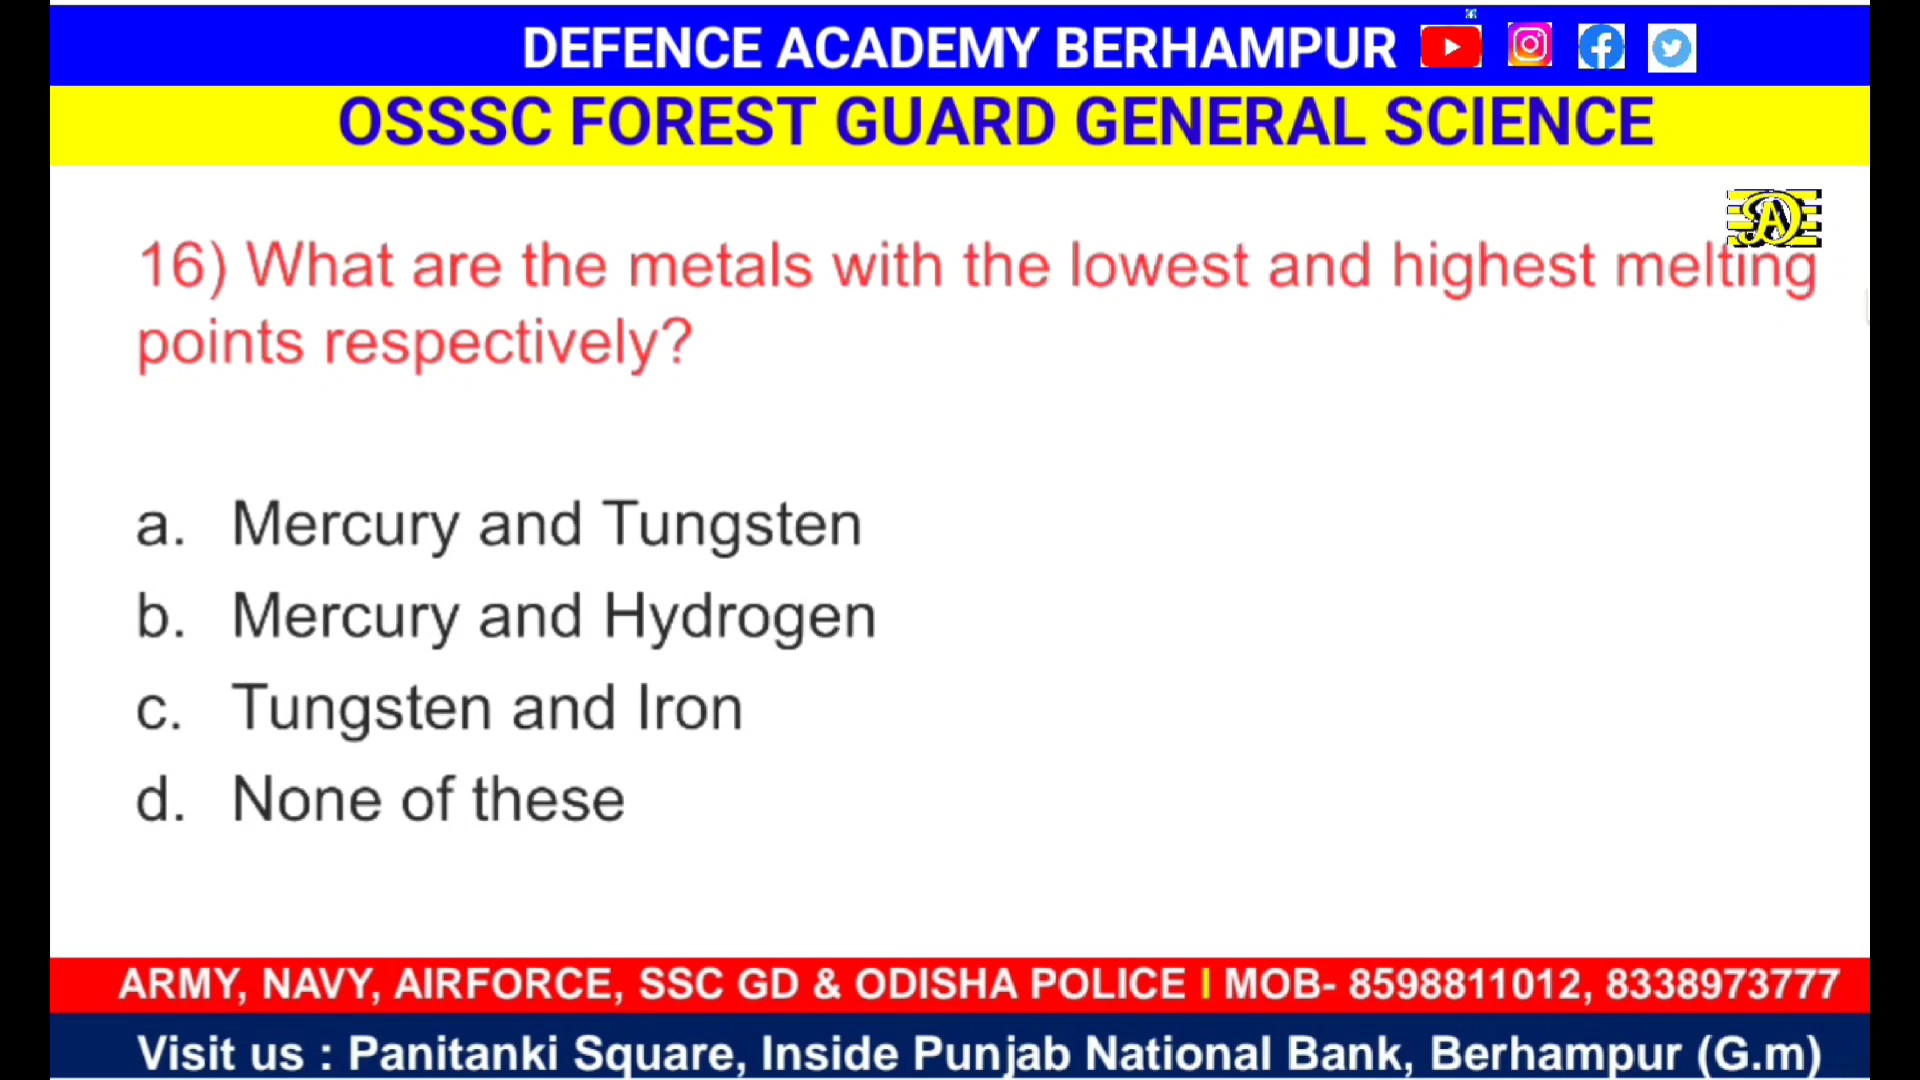 DEFENCE ACADEMY BERHAMPUR
OSSSC FOREST GUARD GENERAL SCIENCE
16) What are the metals with the lowest and highest melting
points respectively?
a. Mercury and Tungsten
b. Mercury and Hydrogen
c. Tungsten and Iron
d. None of these
ARMY, NAVY, AIRFORCE, SSC GD & ODISHA POLICE I MOB- 8598811012, 8338973777
Visit us : Panitanki Square, Inside Punjab National Bank, Berhampur (G.m)